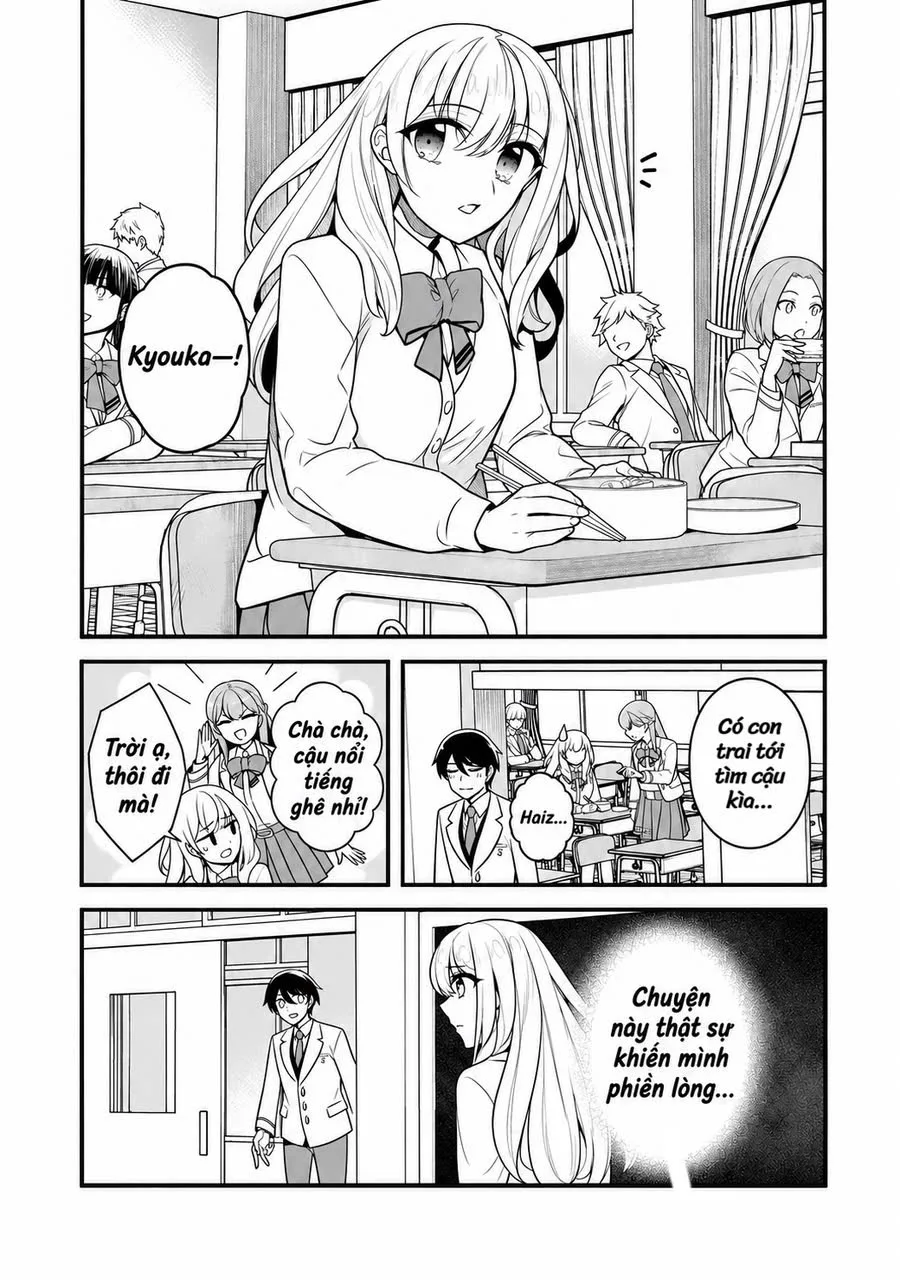 Kyouka—!
Có con
trai tới
tìm cậu
kìa...
Haiz...
Chà chà,
cậu nổi
tiếng
ghê nhỉ!
Trời ạ,
thôi đi
mà!
Chuyện
này thật sự
khiến mình
phiền lòng...